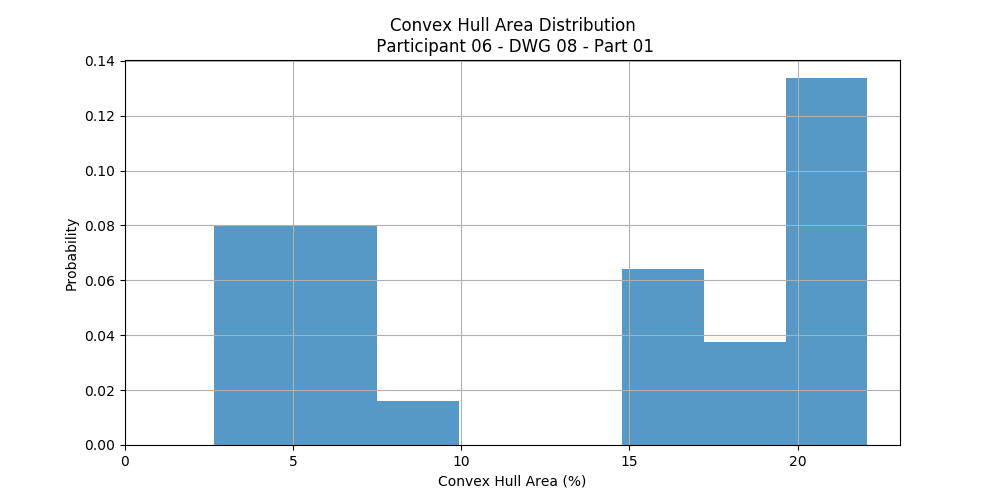 Convex Hull Area Distribution
Participant 06 - DWG 08 - Part 01
0.14
0.12
0.10
0.08
0.06
0.04
0.02
0.00
Probability
0 5 10 15 20
Convex Hull Area (%)